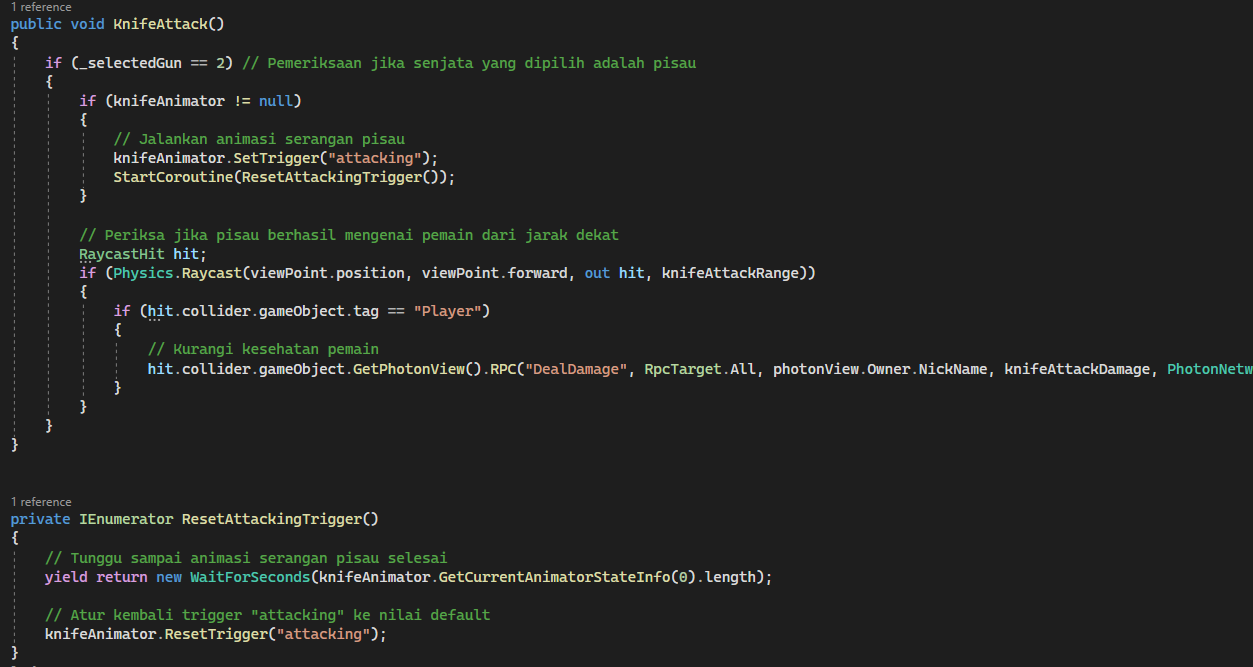 1 reference
public void KnifeAttack()
{
if (_selectedGun == 2) // Pemeriksaan jika senjata yang dipilih adalah pisau
{
if (knifeAnimator != null)
{
// Jalankan animasi serangan pisau
knifeAnimator.SetTrigger("attacking");
StartCoroutine(ResetAttackingTrigger());
}
// Periksa jika pisau berhasil mengenai pemain dari jarak dekat
RaycastHit hit;
if (Physics.Raycast(viewPoint.position, viewPoint.forward, out hit, knifeAttackRange))
{
if (hit.collider.gameObject.tag == "Player")
{
// Kurangi kesehatan pemain
hit.collider.gameObject.GetPhotonView().RPC("DealDamage", RpcTarget.All, photonView.Owner.NickName, knifeAttackDamage, PhotonNetw
}
}
}
}
1 reference
private IEnumerator ResetAttackingTrigger()
{
// Tunggu sampai animasi serangan pisau selesai
yield return new WaitForSeconds(knifeAnimator.GetCurrentAnimatorStateInfo(0).length);
// Atur kembali trigger "attacking" ke nilai default
knifeAnimator.ResetTrigger("attacking");
}